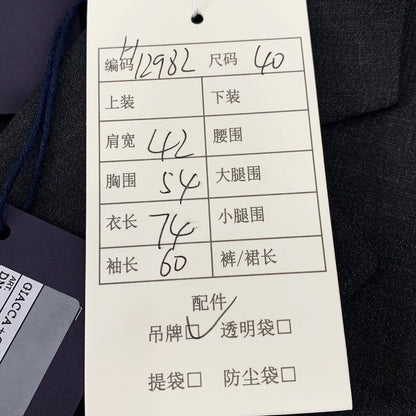 编码 H12982 尺码 40
上装 下装
肩宽 42 腰围
胸围 54 大腿围
衣长 74 小腿围
袖长 60 裤/裙长
配件
吊牌☑ 透明袋□
提袋□ 防尘袋□
GIACCA
ART.